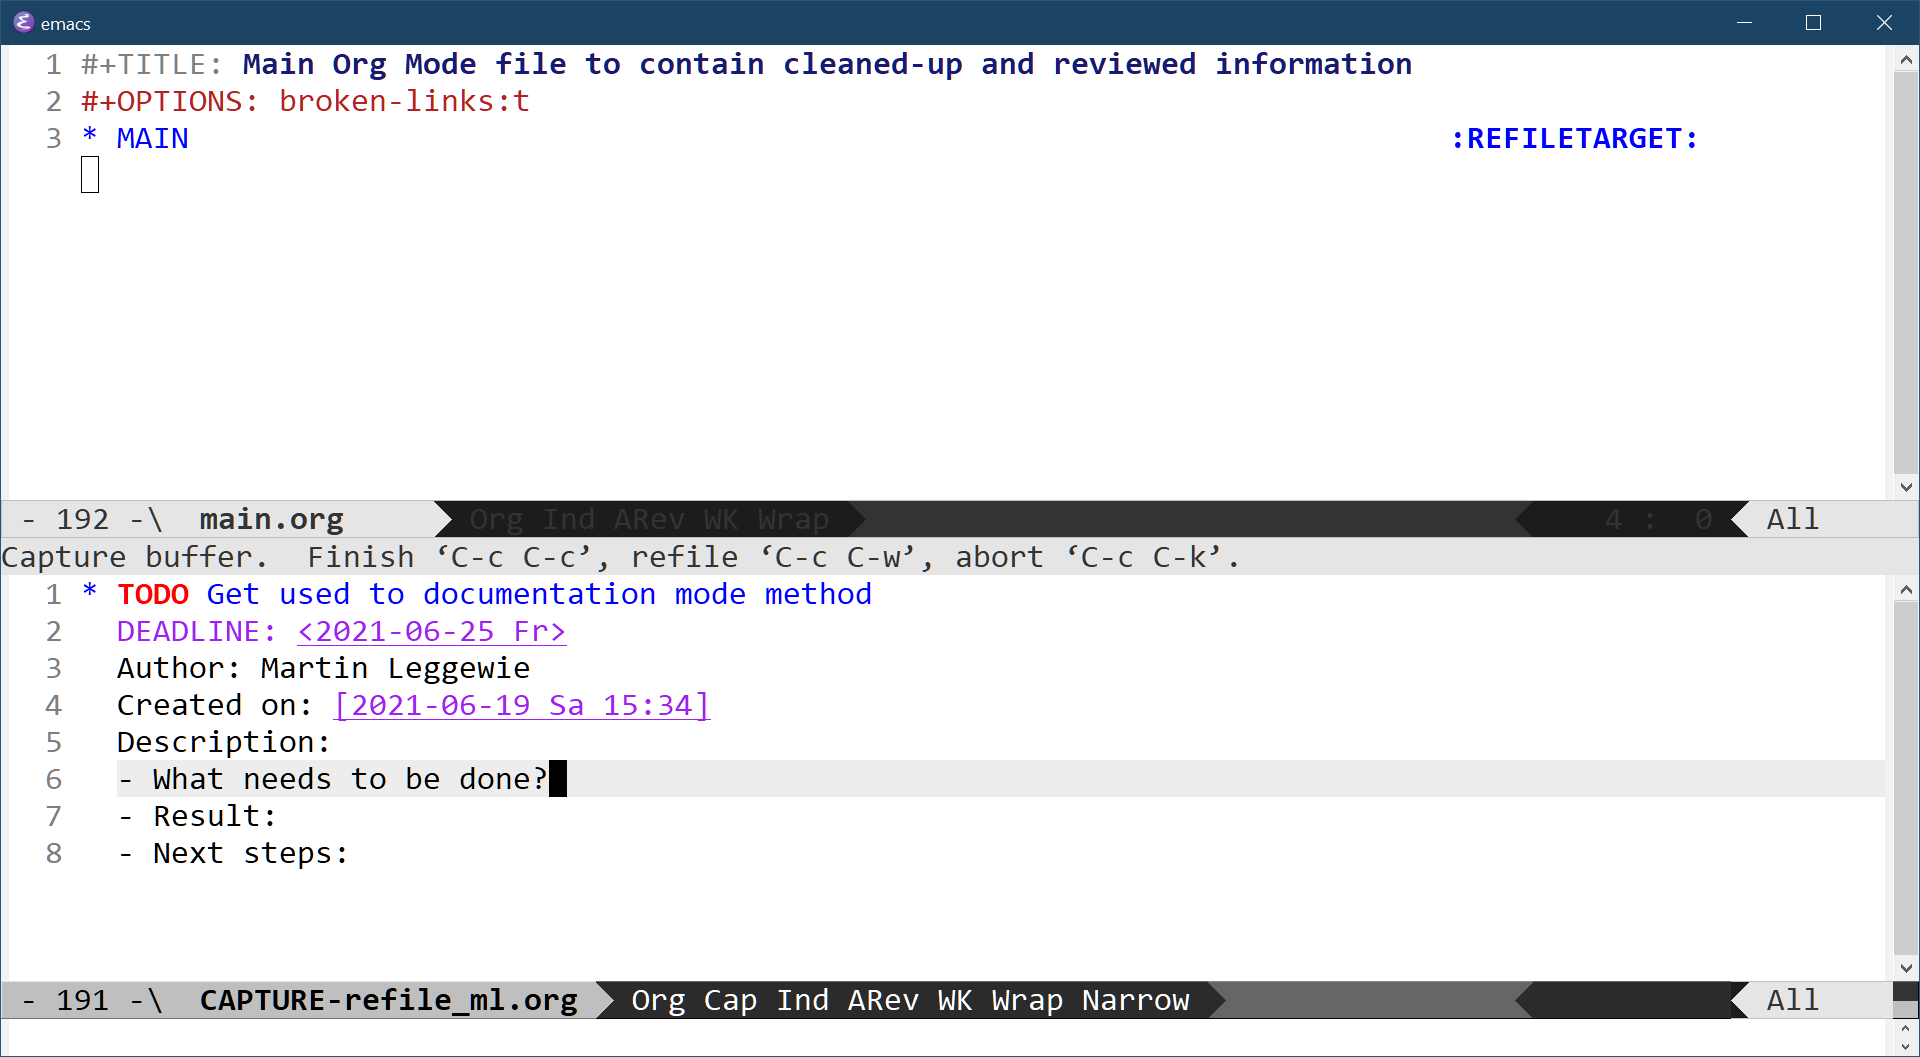 emacs
1 #+TITLE: Main Org Mode file to contain cleaned-up and reviewed information
2 #+OPTIONS: broken-links:t
3 * MAIN :REFILETARGET:
- 192 -\ main.org Org Ind ARev WK Wrap 4 : 0 All
Capture buffer.  Finish ‘C-c C-c’, refile ‘C-c C-w’, abort ‘C-c C-k’.
1 * TODO Get used to documentation mode method
2 DEADLINE: <2021-06-25 Fr>
3 Author: Martin Leggewie
4 Created on: [2021-06-19 Sa 15:34]
5 Description:
6 - What needs to be done?
7 - Result:
8 - Next steps:
- 191 -\ CAPTURE-refile_ml.org Org Cap Ind ARev WK Wrap Narrow All